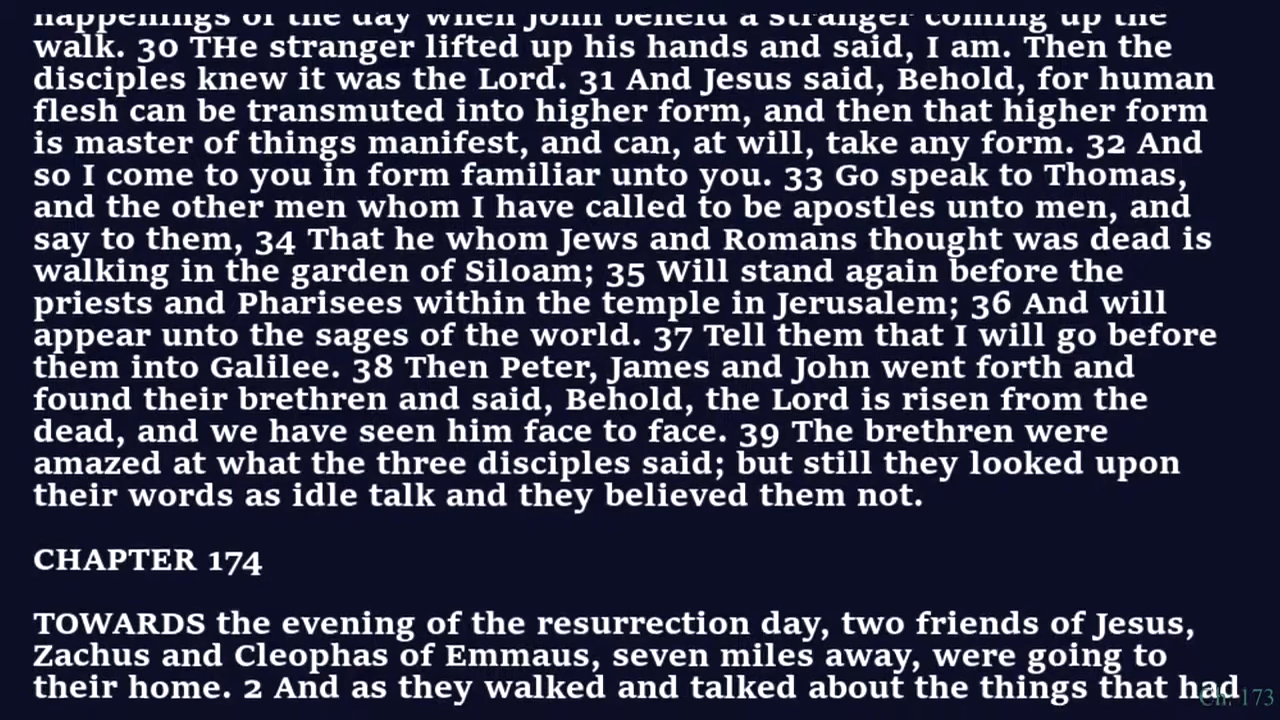 happenings of the day when John beheld a stranger coming up the
walk. 30 THe stranger lifted up his hands and said, I am. Then the
disciples knew it was the Lord. 31 And Jesus said, Behold, for human
flesh can be transmuted into higher form, and then that higher form
is master of things manifest, and can, at will, take any form. 32 And
so I come to you in form familiar unto you. 33 Go speak to Thomas,
and the other men whom I have called to be apostles unto men, and
say to them, 34 That he whom Jews and Romans thought was dead is
walking in the garden of Siloam; 35 Will stand again before the
priests and Pharisees within the temple in Jerusalem; 36 And will
appear unto the sages of the world. 37 Tell them that I will go before
them into Galilee. 38 Then Peter, James and John went forth and
found their brethren and said, Behold, the Lord is risen from the
dead, and we have seen him face to face. 39 The brethren were
amazed at what the three disciples said; but still they looked upon
their words as idle talk and they believed them not.
CHAPTER 174
TOWARDS the evening of the resurrection day, two friends of Jesus,
Zachus and Cleophas of Emmaus, seven miles away, were going to
their home. 2 And as they walked and talked about the things that had
Ch. 173